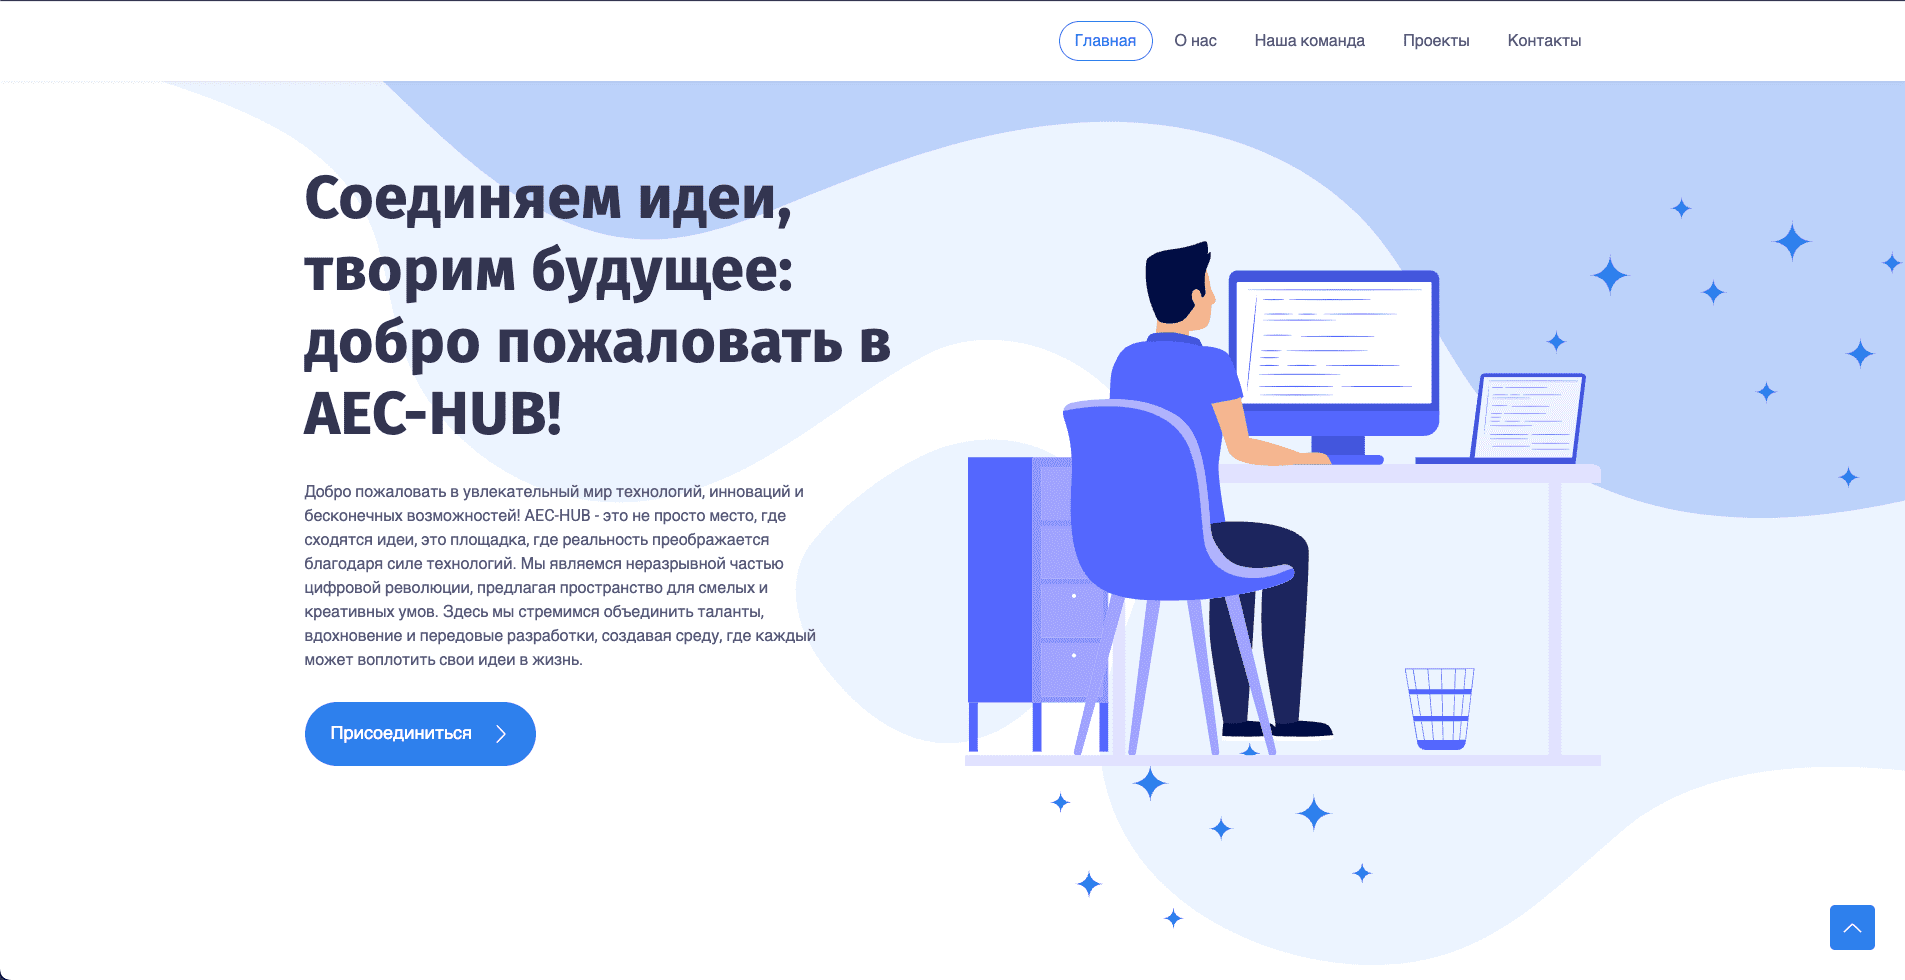 Главная
О нас
Наша команда
Проекты
Контакты
Соединяем идеи,
творим будущее:
добро пожаловать в
AEC-HUB!
Добро пожаловать в увлекательный мир технологий, инноваций и
бесконечных возможностей! AEC-HUB - это не просто место, где
сходятся идеи, это площадка, где реальность преображается
благодаря силе технологий. Мы являемся неразрывной частью
цифровой революции, предлагая пространство для смелых и
креативных умов. Здесь мы стремимся объединить таланты,
вдохновение и передовые разработки, создавая среду, где каждый
может воплотить свои идеи в жизнь.
Присоединиться